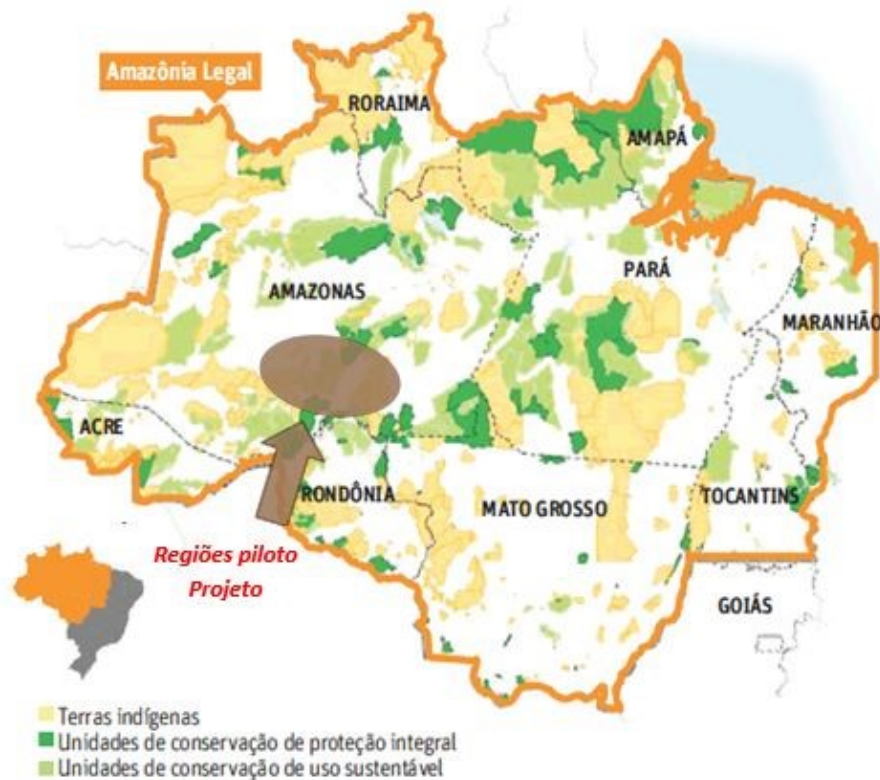 Amazônia Legal
RORAIMA
AMAPÁ
AMAZONAS
PARÁ
MARANHÃO
ACRE
RONDÔNIA
MATO GROSSO
TOCANTINS
Regiões piloto
Projeto
GOIÁS
Terras indígenas
Unidades de conservação de proteção integral
Unidades de conservação de uso sustentável